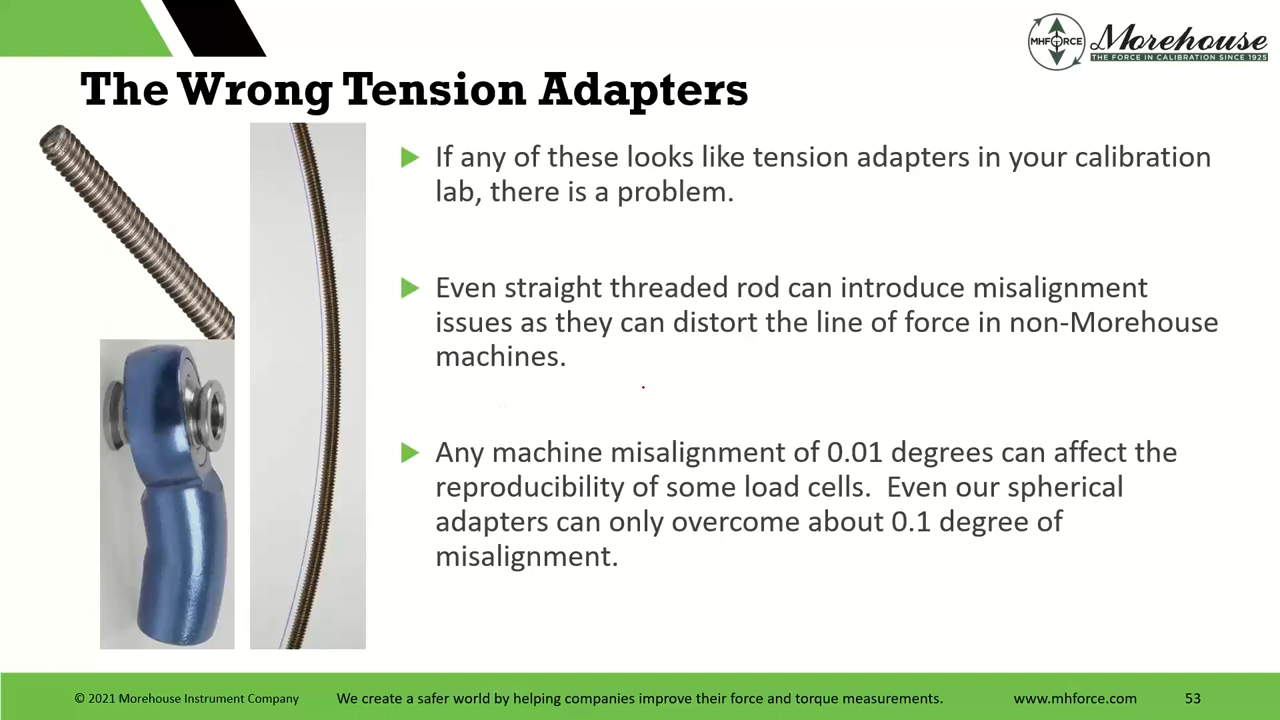 MHFORCE
Morehouse
THE FORCE IN CALIBRATION SINCE 1925
The Wrong Tension Adapters
If any of these looks like tension adapters in your calibration
lab, there is a problem.
Even straight threaded rod can introduce misalignment
issues as they can distort the line of force in non-Morehouse
machines.
Any machine misalignment of 0.01 degrees can affect the
reproducibility of some load cells.  Even our spherical
adapters can only overcome about 0.1 degree of
misalignment.
© 2021 Morehouse Instrument Company
We create a safer world by helping companies improve their force and torque measurements.
www.mhforce.com
53